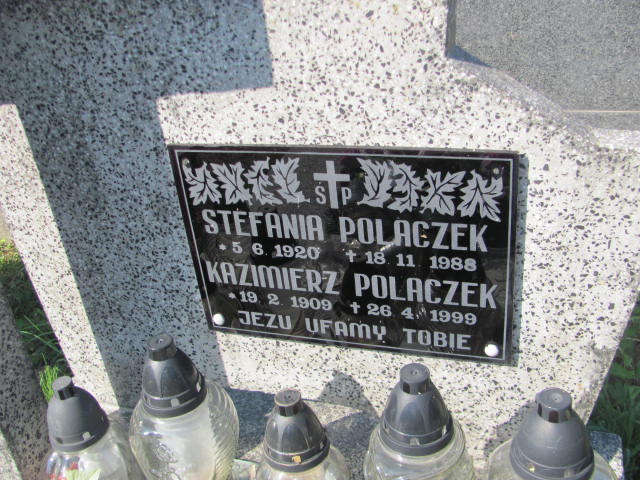 Ś P
STEFANIA POLACZEK
* 5. 6. 1920 + 18. 11. 1988
KAZIMIERZ POLACZEK
* 19. 2. 1909 + 26. 4. 1999
JEZU UFAMY TOBIE